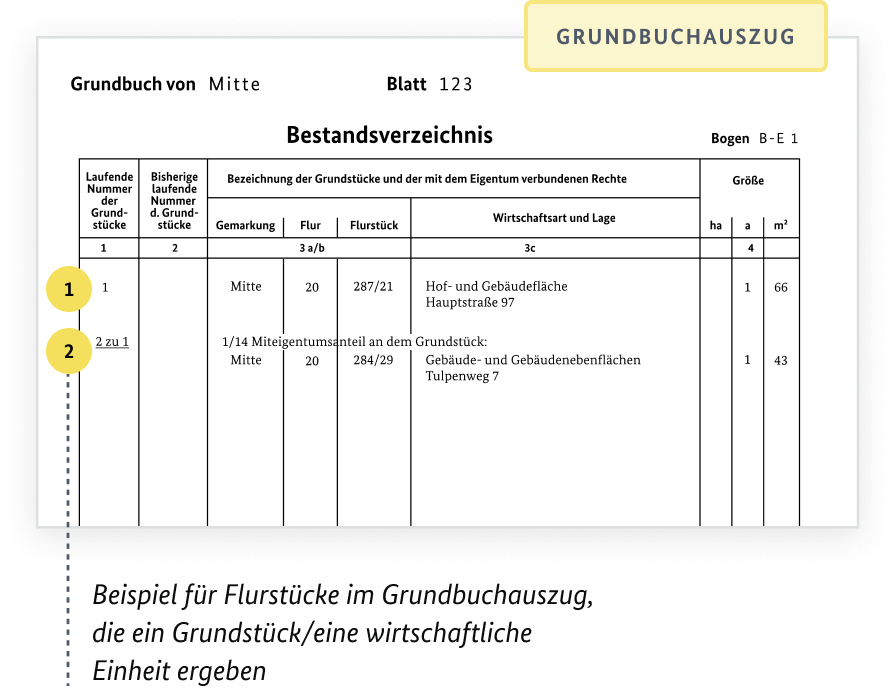 GRUNDBUCHAUSZUG
Grundbuch von Mitte Blatt 123
Bestandsverzeichnis
Bogen B-E 1
Laufende Nummer der Grund- stücke
Bisherige laufende Nummer d. Grund- stücke
Bezeichnung der Grundstücke und der mit dem Eigentum verbundenen Rechte
Größe
Gemarkung Flur Flurstück
Wirtschaftsart und Lage
ha a m²
1 2 3 a/b 3c 4
1 1 Mitte 20 287/21 Hof- und Gebäudefläche 1 66
Hauptstraße 97
2 2 zu 1 1/14 Miteigentumsanteil an dem Grundstück:
Mitte 20 284/29 Gebäude- und Gebäudenebenflächen 1 43
Tulpenweg 7
Beispiel für Flurstücke im Grundbuchauszug,
die ein Grundstück/eine wirtschaftliche
Einheit ergeben